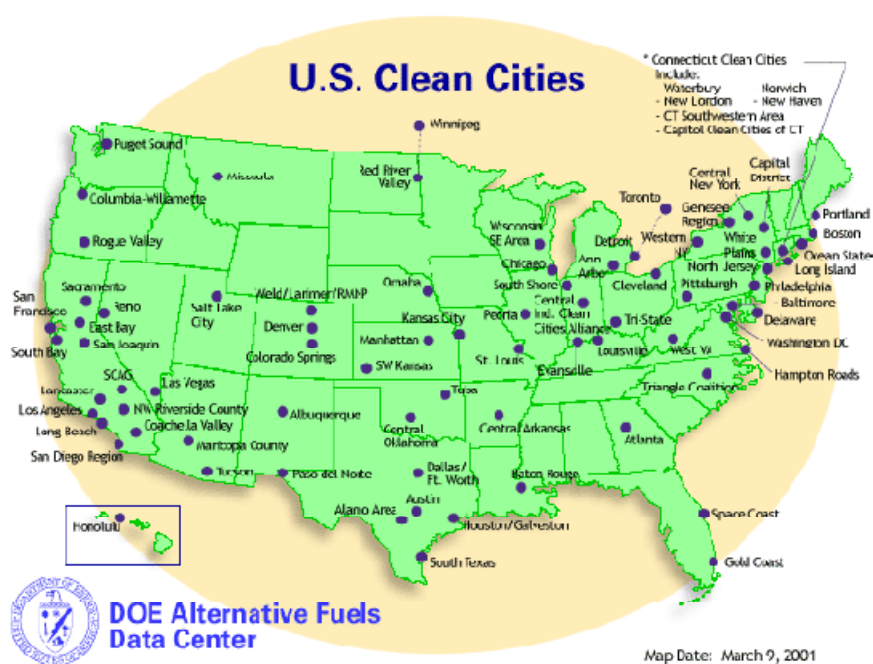 U.S. Clean Cities
* Connecticut Clean Cities
Include:
- Waterbury - Norwich
- New London - New Haven
- CT Southwestern Area
- Capitol Clean Cities of CT
Winnipeg
Puget Sound
Missoula
Red River
Valley
Columbia-Willamette
Rogue Valley
Capital
District
Central
New York
Toronto
Genesee
Region
Portland
Boston
Wisconsin
SE Area
Detroit
Western
NY
White
Plains
Ocean State
Long Island
Ann
Arbor
Chicago
South Shore
Cleveland
North Jersey
Pittsburgh
Philadelphia
- Baltimore
Delaware
Washington DC
Hampton Roads
Sacramento
San
Francisco
Reno
East Bay
South Bay
San Joaquin
Salt Lake
City
Weld/Larimer/RMNP
Denver
Colorado Springs
Omaha
Kansas City
Manhattan
SW Kansas
Peoria
Central
Ind. Clean
Cities Alliance
Tri-State
St. Louis
Evansville
Louisville
West VA
Triangle Coalition
SCAG
Las Vegas
Lancaster
Los Angeles
NW Riverside County
Long Beach
Coachella Valley
San Diego Region
Maricopa County
Tucson
Albuquerque
Paso del Norte
Tulsa
Central
Oklahoma
Central Arkansas
Atlanta
Dallas/
Ft. Worth
Austin
Alamo Area
Baton Rouge
Houston/Galveston
South Texas
Space Coast
Gold Coast
Honolulu
DOE Alternative Fuels
Data Center
Map Date: March 9, 2001